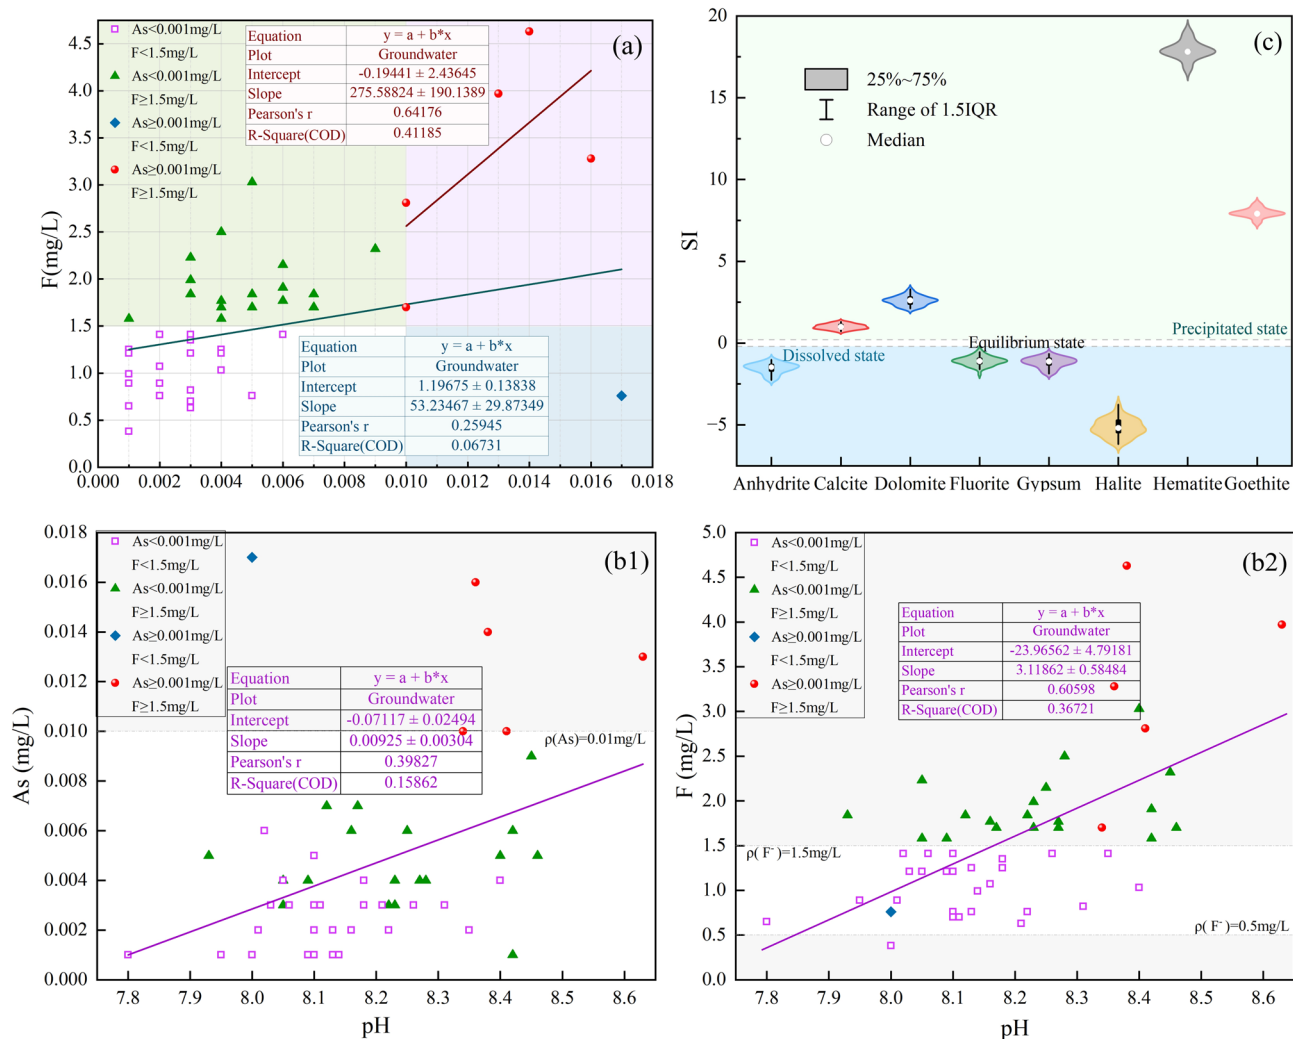 (a)
As<0.001mg/L
F<1.5mg/L
As<0.001mg/L
F≥1.5mg/L
As≥0.001mg/L
F<1.5mg/L
As≥0.001mg/L
F≥1.5mg/L
Equation y = a + b*x
Plot Groundwater
Intercept -0.19441 ± 2.43645
Slope 275.58824 ± 190.1389
Pearson's r 0.64176
R-Square(COD) 0.41185
Equation y = a + b*x
Plot Groundwater
Intercept 1.19675 ± 0.13838
Slope 53.23467 ± 29.87349
Pearson's r 0.25945
R-Square(COD) 0.06731
F(mg/L)
4.5
4.0
3.5
3.0
2.5
2.0
1.5
1.0
0.5
0.0
0.000 0.002 0.004 0.006 0.008 0.010 0.012 0.014 0.016 0.018
(c)
25%~75%
Range of 1.5IQR
Median
SI
20
15
10
5
0
−5
Precipitated state
Equilibrium state
Dissolved state
Anhydrite Calcite Dolomite Fluorite Gypsum Halite Hematite Goethite
(b1)
As<0.001mg/L
F<1.5mg/L
As<0.001mg/L
F≥1.5mg/L
As≥0.001mg/L
F<1.5mg/L
As≥0.001mg/L
F≥1.5mg/L
Equation y = a + b*x
Plot Groundwater
Intercept -0.07117 ± 0.02494
Slope 0.00925 ± 0.00304
Pearson's r 0.39827
R-Square(COD) 0.15862
ρ(As)=0.01mg/L
As (mg/L)
0.018
0.016
0.014
0.012
0.010
0.008
0.006
0.004
0.002
0.000
7.8 7.9 8.0 8.1 8.2 8.3 8.4 8.5 8.6
pH
(b2)
As<0.001mg/L
F<1.5mg/L
As<0.001mg/L
F≥1.5mg/L
As≥0.001mg/L
F<1.5mg/L
As≥0.001mg/L
F≥1.5mg/L
Equation y = a + b*x
Plot Groundwater
Intercept -23.96562 ± 4.79181
Slope 3.11862 ± 0.58484
Pearson's r 0.60598
R-Square(COD) 0.36721
ρ( F⁻)=1.5mg/L
ρ( F⁻)=0.5mg/L
F (mg/L)
5.0
4.5
4.0
3.5
3.0
2.5
2.0
1.5
1.0
0.5
0.0
7.8 7.9 8.0 8.1 8.2 8.3 8.4 8.5 8.6
pH